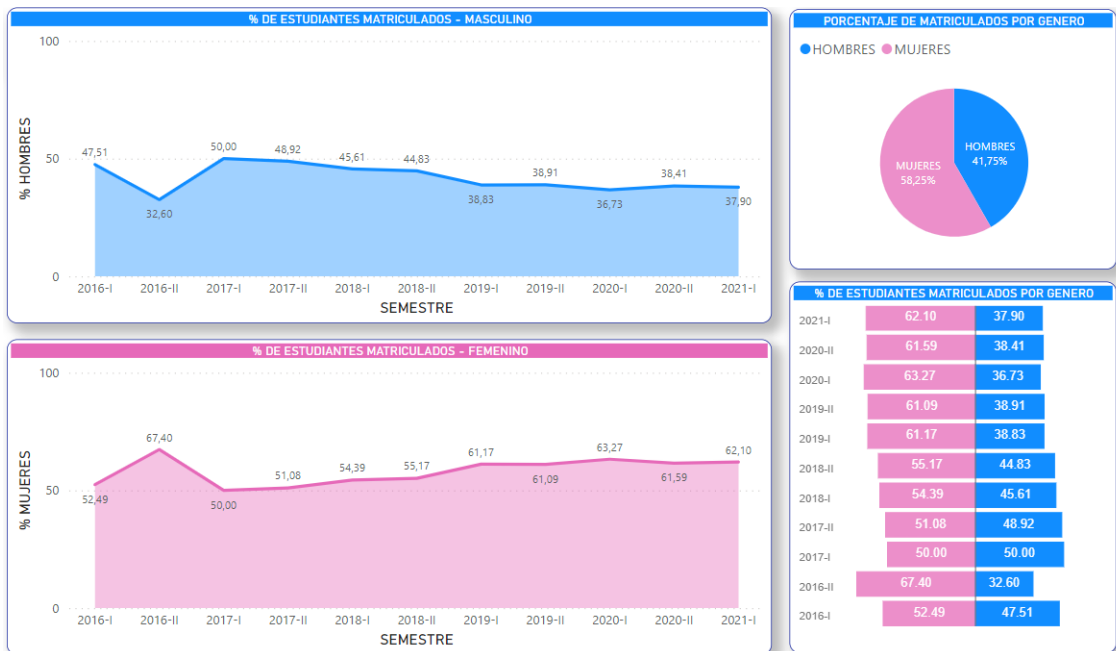 % DE ESTUDIANTES MATRICULADOS - MASCULINO
100
50
0
% HOMBRES
47,51
32,60
50,00
48,92
45,61
44,83
38,83
38,91
36,73
38,41
37,90
2016-I 2016-II 2017-I 2017-II 2018-I 2018-II 2019-I 2019-II 2020-I 2020-II 2021-I
SEMESTRE
% DE ESTUDIANTES MATRICULADOS - FEMENINO
100
50
0
% MUJERES
52,49
67,40
50,00
51,08
54,39
55,17
61,17
61,09
63,27
61,59
62,10
2016-I 2016-II 2017-I 2017-II 2018-I 2018-II 2019-I 2019-II 2020-I 2020-II 2021-I
SEMESTRE
PORCENTAJE DE MATRICULADOS POR GENERO
HOMBRES MUJERES
HOMBRES
41,75%
MUJERES
58,25%
% DE ESTUDIANTES MATRICULADOS POR GENERO
2021-I 62.10 37.90
2020-II 61.59 38.41
2020-I 63.27 36.73
2019-II 61.09 38.91
2019-I 61.17 38.83
2018-II 55.17 44.83
2018-I 54.39 45.61
2017-II 51.08 48.92
2017-I 50.00 50.00
2016-II 67.40 32.60
2016-I 52.49 47.51